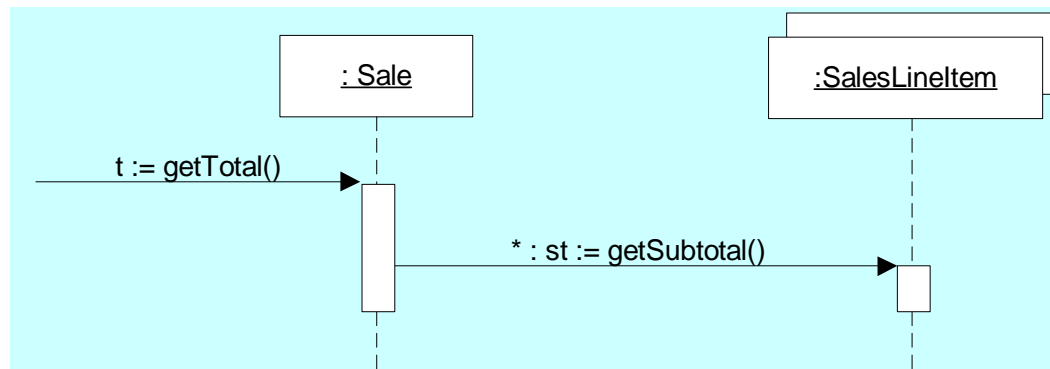 : Sale
:SalesLineItem
t := getTotal()
* : st := getSubtotal()